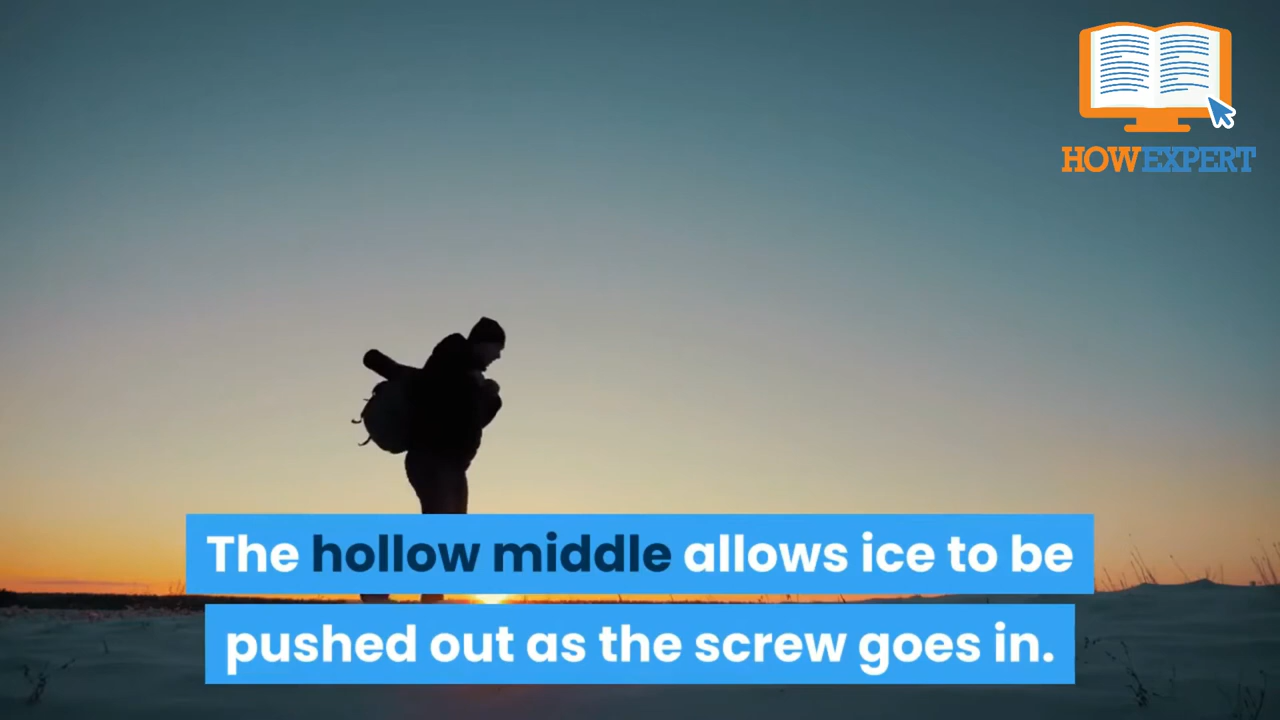 HOWEXPERT
The hollow middle allows ice to be
pushed out as the screw goes in.